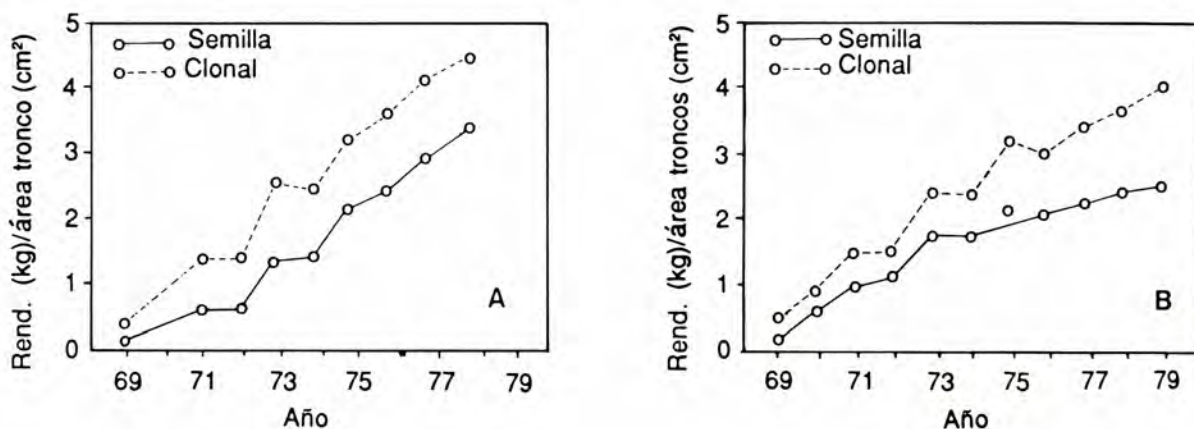 Rend. (kg)/área tronco (cm²)
5
4
3
2
1
0
Semilla
Clonal
A
69 71 73 75 77 79
Año
Rend. (kg)/área troncos (cm²)
5
4
3
2
1
0
Semilla
Clonal
B
69 71 73 75 77 79
Año